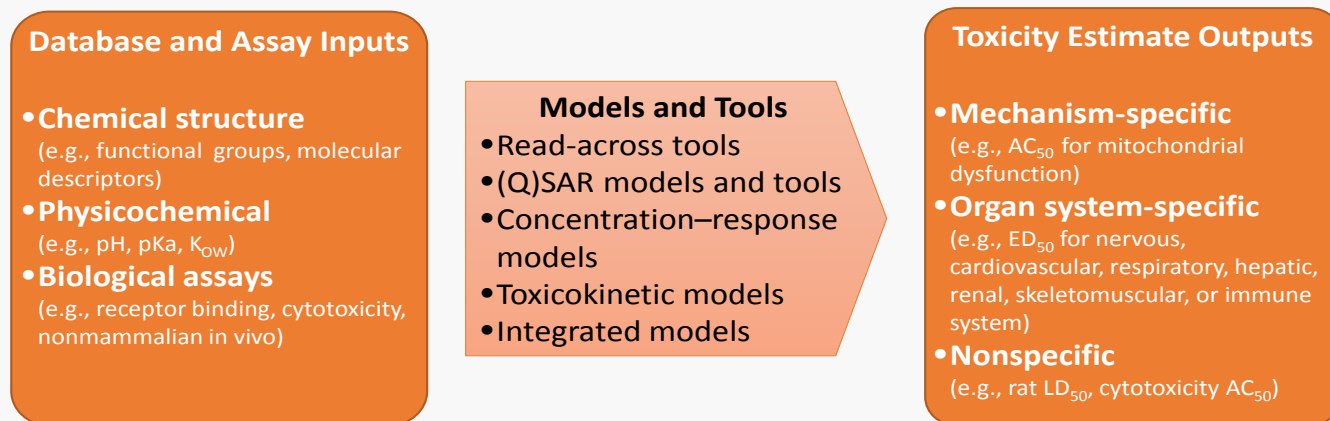 Database and Assay Inputs
•Chemical structure
(e.g., functional groups, molecular
descriptors)
•Physicochemical
(e.g., pH, pKa, KOW)
•Biological assays
(e.g., receptor binding, cytotoxicity,
nonmammalian in vivo)
Models and Tools
•Read-across tools
•(Q)SAR models and tools
•Concentration–response
models
•Toxicokinetic models
•Integrated models
Toxicity Estimate Outputs
•Mechanism-specific
(e.g., AC50 for mitochondrial
dysfunction)
•Organ system-specific
(e.g., ED50 for nervous,
cardiovascular, respiratory, hepatic,
renal, skeletomuscular, or immune
system)
•Nonspecific
(e.g., rat LD50, cytotoxicity AC50)